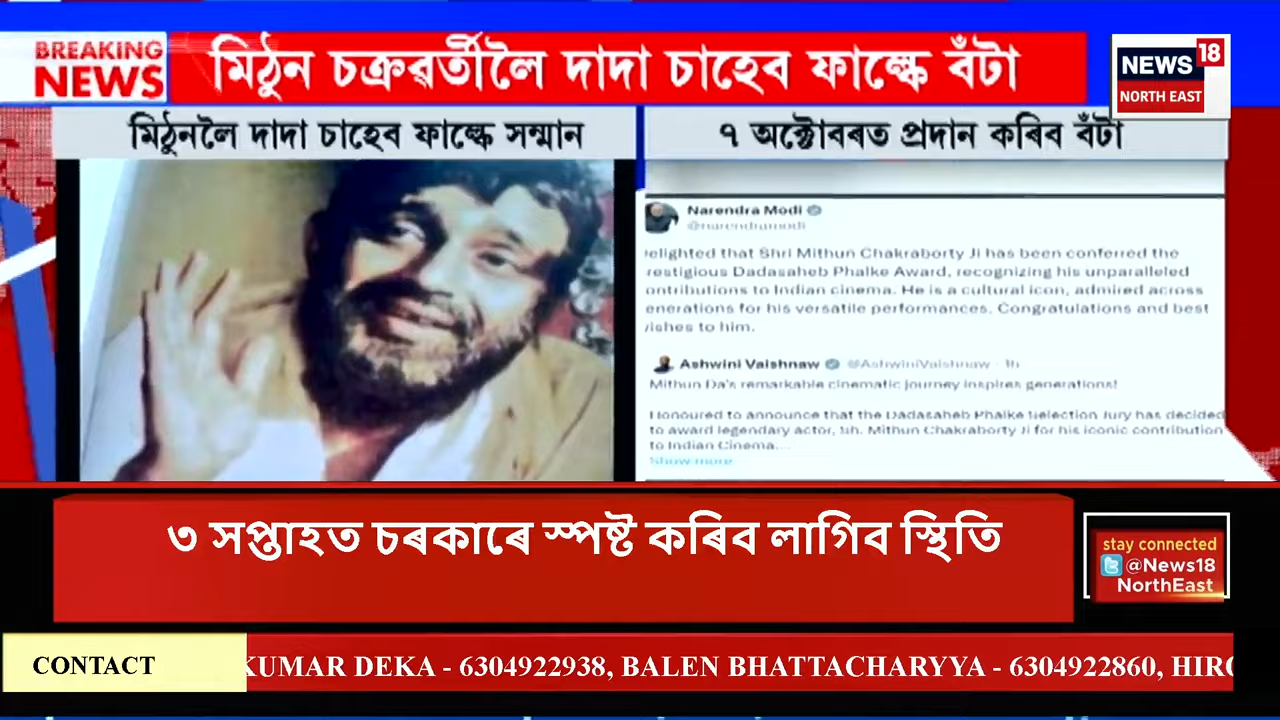 BREAKING
NEWS
মিঠুন চক্ৰৱৰ্তীলৈ দাদা চাহেব ফাল্কে বঁটা
NEWS 18
NORTH EAST
মিঠুনলৈ দাদা চাহেব ফাল্কে সন্মান
৭ অক্টোবৰত প্ৰদান কৰিব বঁটা
Narendra Modi
@narendramodi
elighted that Shri Mithun Chakraborty Ji has been conferred the
restigious Dadasaheb Phalke Award, recognizing his unparalleled
ontributions to Indian cinema. He is a cultural icon, admired across
enerations for his versatile performances. Congratulations and best
ishes to him.
Ashwini Vaishnaw @AshwiniVaishnaw · 1h
Mithun Da's remarkable cinematic journey inspires generations!
Honoured to announce that the Dadasaheb Phalke Selection Jury has decided
to award legendary actor, Sh. Mithun Chakraborty Ji for his iconic contribution
to Indian Cinema....
Show more
৩ সপ্তাহত চৰকাৰে স্পষ্ট কৰিব লাগিব স্থিতি
stay connected
@News18
NorthEast
CONTACT
KUMAR DEKA - 6304922938, BALEN BHATTACHARYYA - 6304922860, HIRO